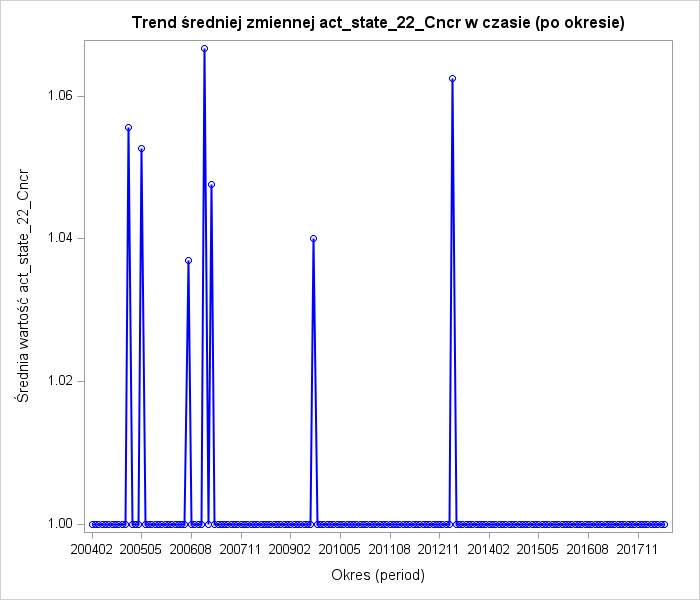 Trend średniej zmiennej act_state_22_Cncr w czasie (po okresie)
Średnia wartość act_state_22_Cncr
1.06
1.04
1.02
1.00
200402 200505 200608 200711 200902 201005 201108 201211 201402 201505 201608 201711
Okres (period)